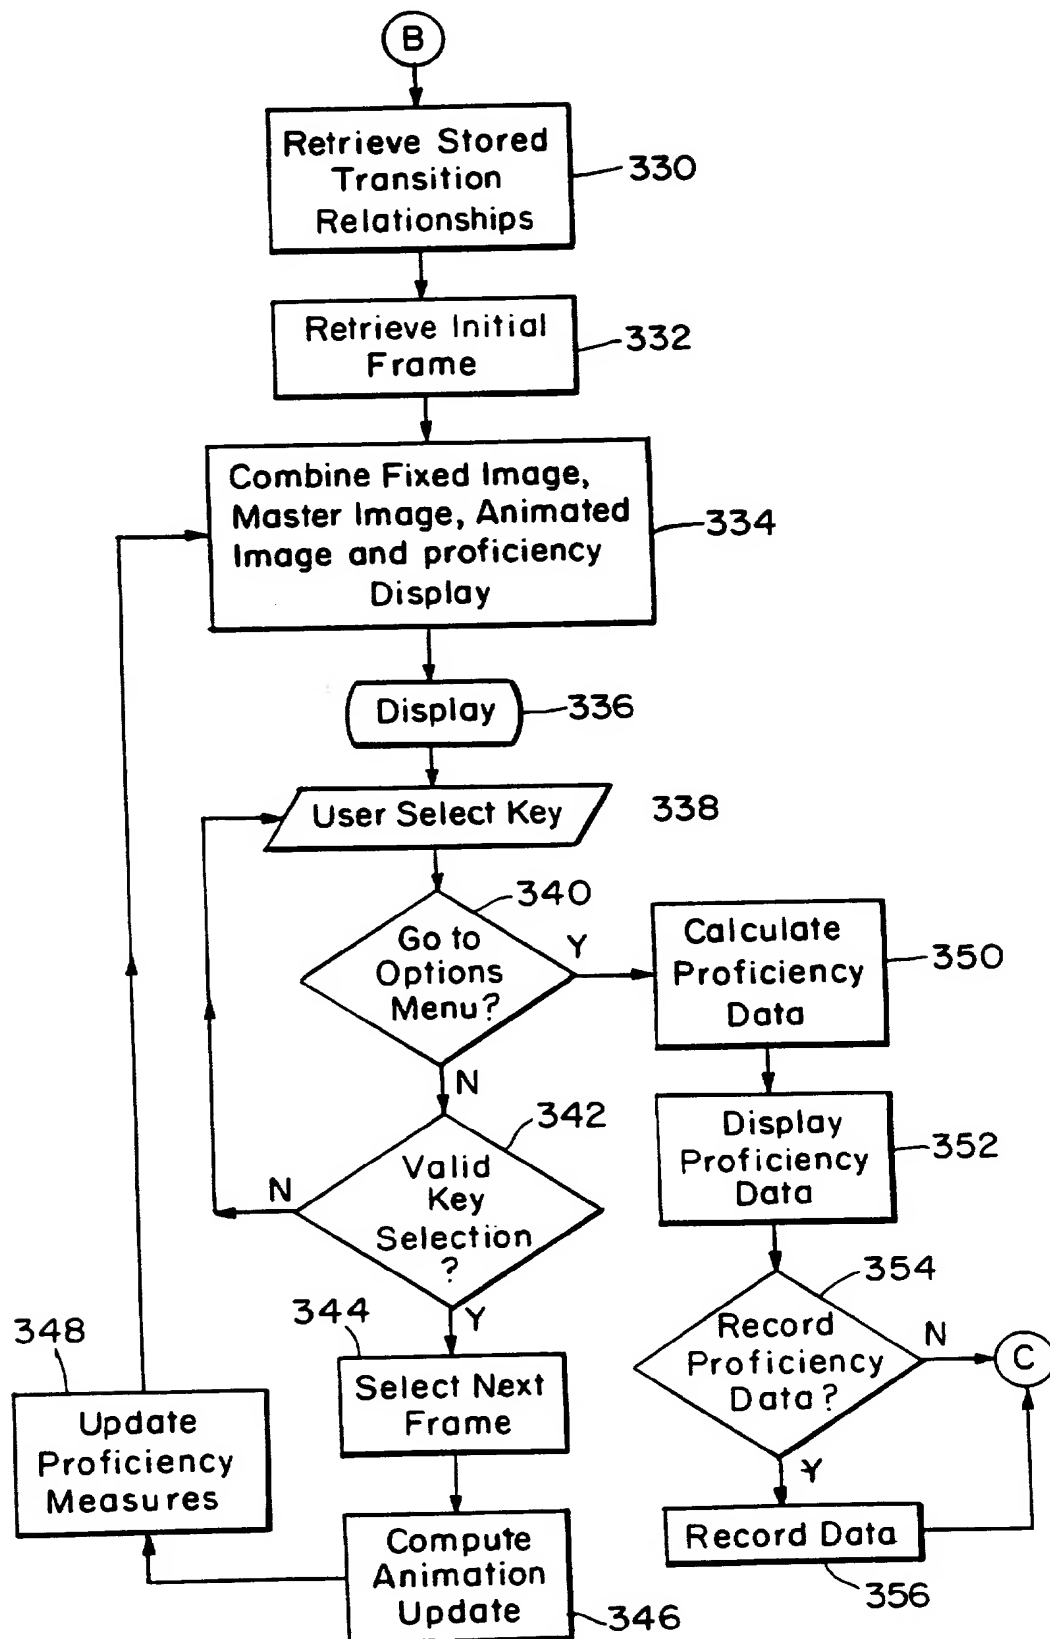 B
Retrieve Stored
Transition
Relationships
330
Retrieve Initial
Frame
332
Combine Fixed Image,
Master Image, Animated
Image and proficiency
Display
334
Display
336
User Select Key
338
340
Go to
Options
Menu?
Y
N
Calculate
Proficiency
Data
350
342
Valid
Key
Selection
?
N
Y
Display
Proficiency
Data
352
354
Record
Proficiency
Data?
N
Y
C
344
Select Next
Frame
348
Update
Proficiency
Measures
Compute
Animation
Update
346
Record Data
356